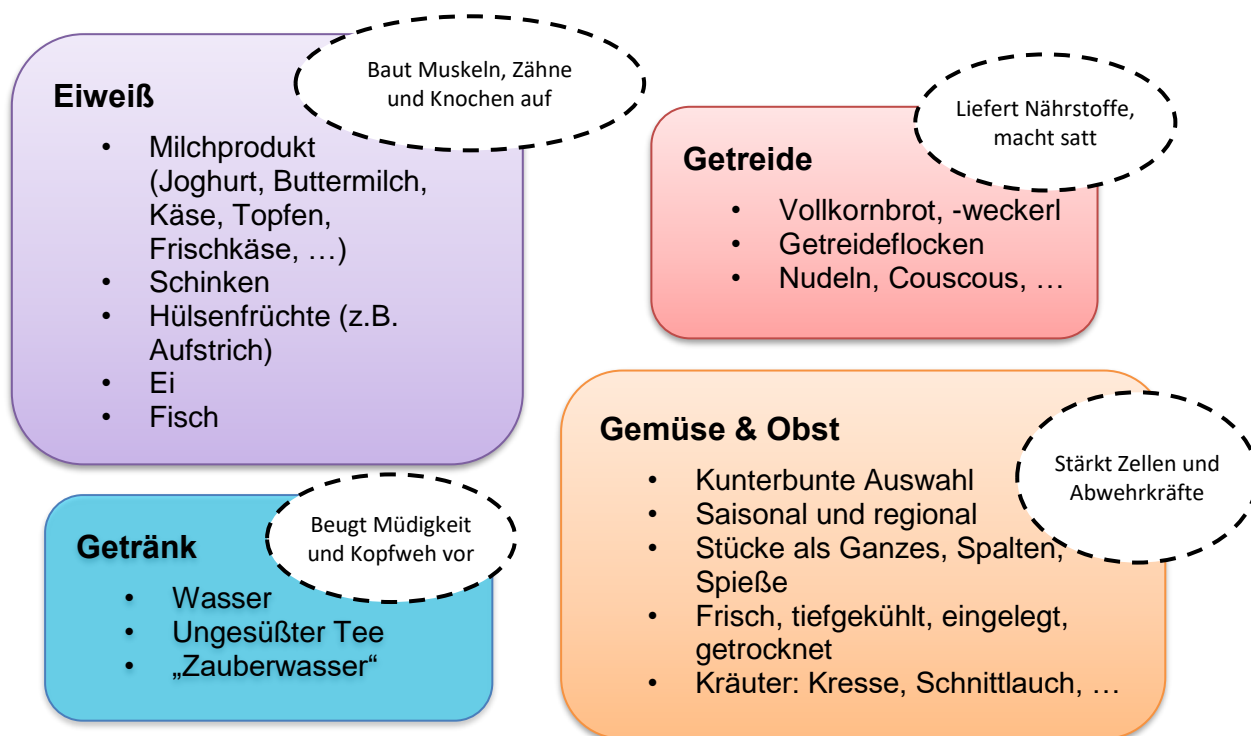 Eiweiß
Baut Muskeln, Zähne
und Knochen auf
• Milchprodukt
(Joghurt, Buttermilch,
Käse, Topfen,
Frischkäse, …)
• Schinken
• Hülsenfrüchte (z.B.
Aufstrich)
• Ei
• Fisch
Getreide
Liefert Nährstoffe,
macht satt
• Vollkornbrot, -weckerl
• Getreideflocken
• Nudeln, Couscous, …
Getränk
Beugt Müdigkeit
und Kopfweh vor
• Wasser
• Ungesüßter Tee
• „Zauberwasser“
Gemüse & Obst
Stärkt Zellen und
Abwehrkräfte
• Kunterbunte Auswahl
• Saisonal und regional
• Stücke als Ganzes, Spalten,
Spieße
• Frisch, tiefgekühlt, eingelegt,
getrocknet
• Kräuter: Kresse, Schnittlauch, …